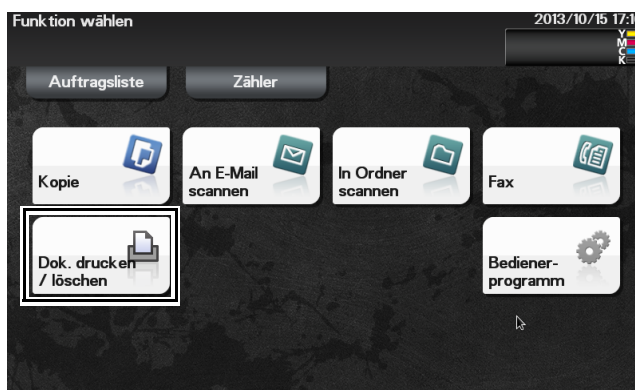 Funktion wählen
2013/10/15 17:1
Y
M
C
K
Auftragsliste
Zähler
Kopie
An E-Mail
scannen
In Ordner
scannen
Fax
Dok. drucken
/ löschen
Bediener-
programm